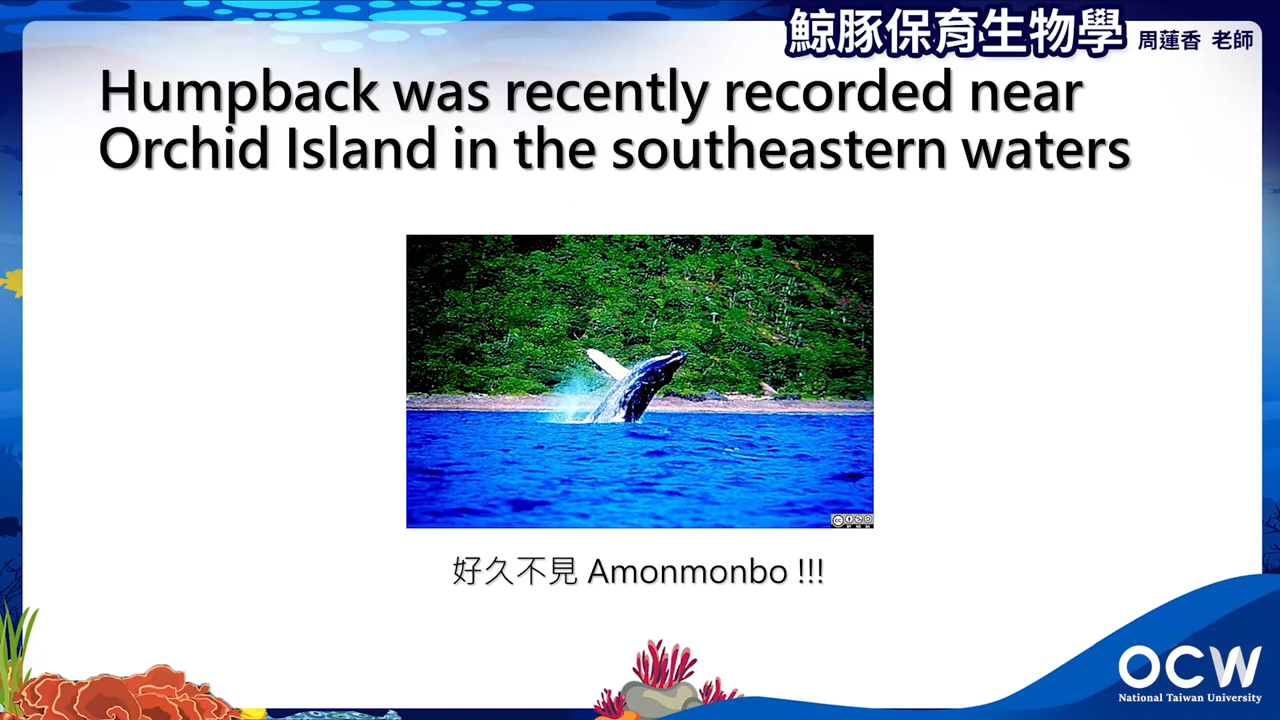 鯨豚保育生物學 周蓮香 老師
Humpback was recently recorded near
Orchid Island in the southeastern waters
好久不見 Amonmonbo !!!
OCW
National Taiwan University